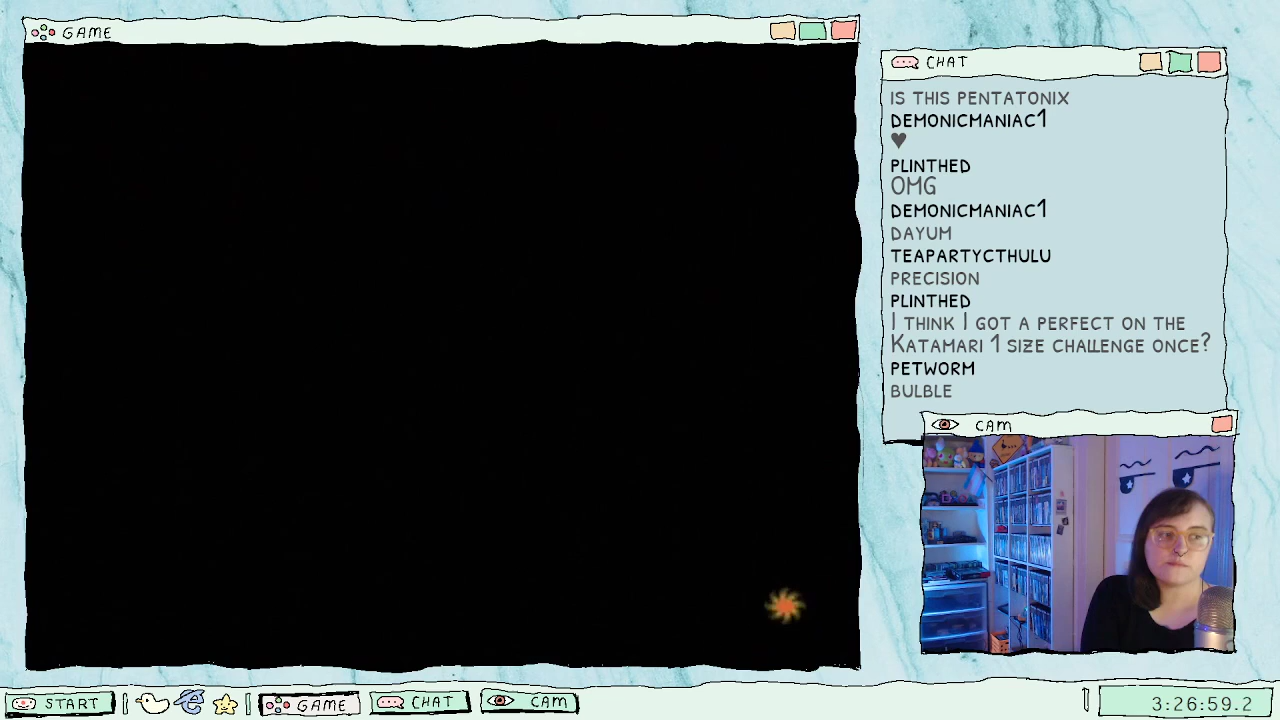 GAME
CHAT
IS THIS PENTATONIX
DEMONICMANIAC1
♥
PLINTHED
OMG
DEMONICMANIAC1
DAYUM
TEAPARTYCTHULU
PRECISION
PLINTHED
I THINK I GOT A PERFECT ON THE
KATAMARI 1 SIZE CHALLENGE ONCE?
PETWORM
BULBLE
CAM
START
GAME
CHAT
CAM
3:26:59.2